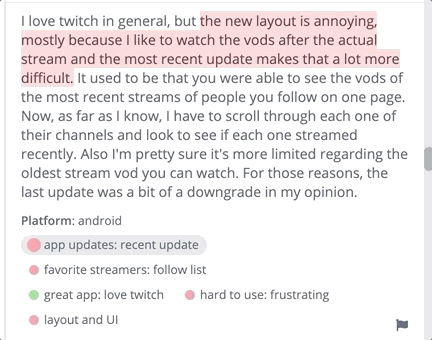 I love twitch in general, but the new layout is annoying,
mostly because I like to watch the vods after the actual
stream and the most recent update makes that a lot more
difficult. It used to be that you were able to see the vods of
the most recent streams of people you follow on one page.
Now, as far as I know, I have to scroll through each one of
their channels and look to see if each one streamed
recently. Also I'm pretty sure it's more limited regarding the
oldest stream vod you can watch. For those reasons, the
last update was a bit of a downgrade in my opinion.
Platform: android
app updates: recent update
favorite streamers: follow list
great app: love twitch hard to use: frustrating
layout and UI